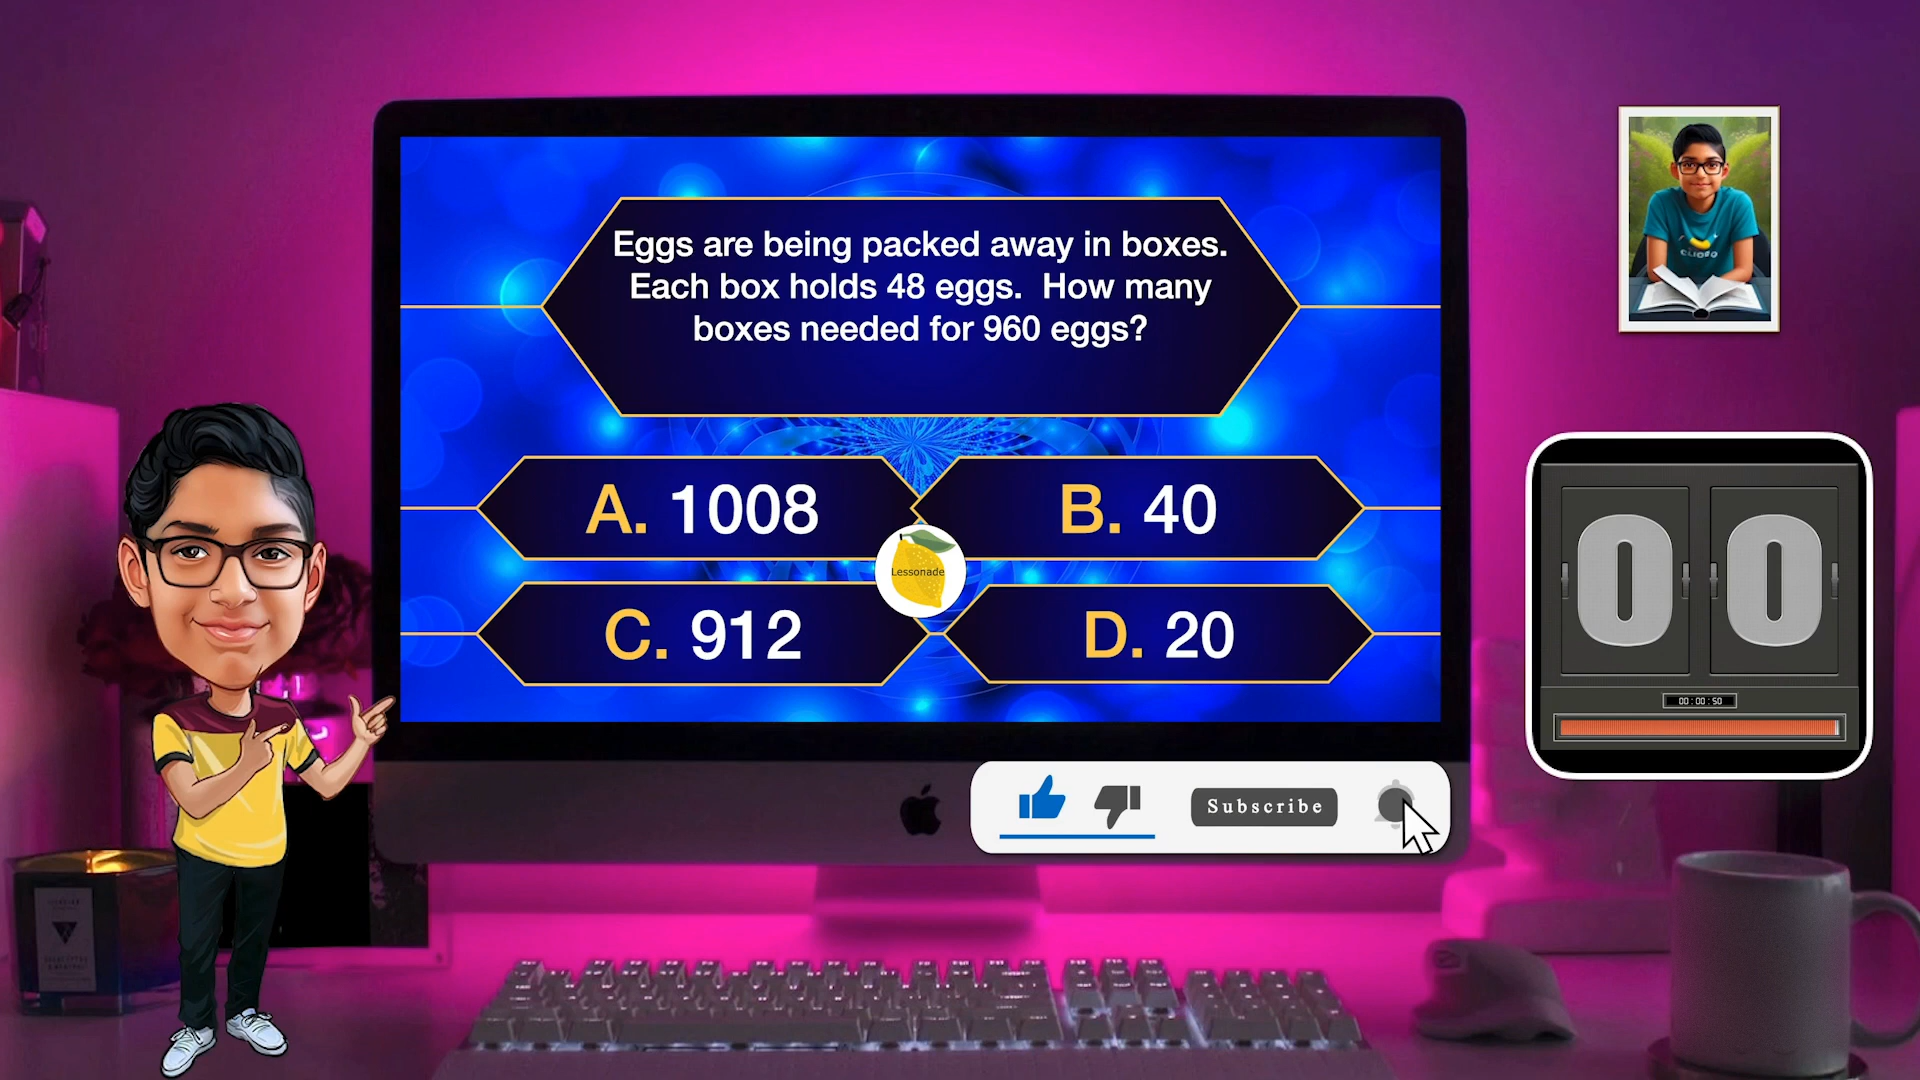 Eggs are being packed away in boxes.
Each box holds 48 eggs. How many
boxes needed for 960 eggs?
A. 1008
B. 40
Lessonade
C. 912
D. 20
00
00:00:50
Subscribe